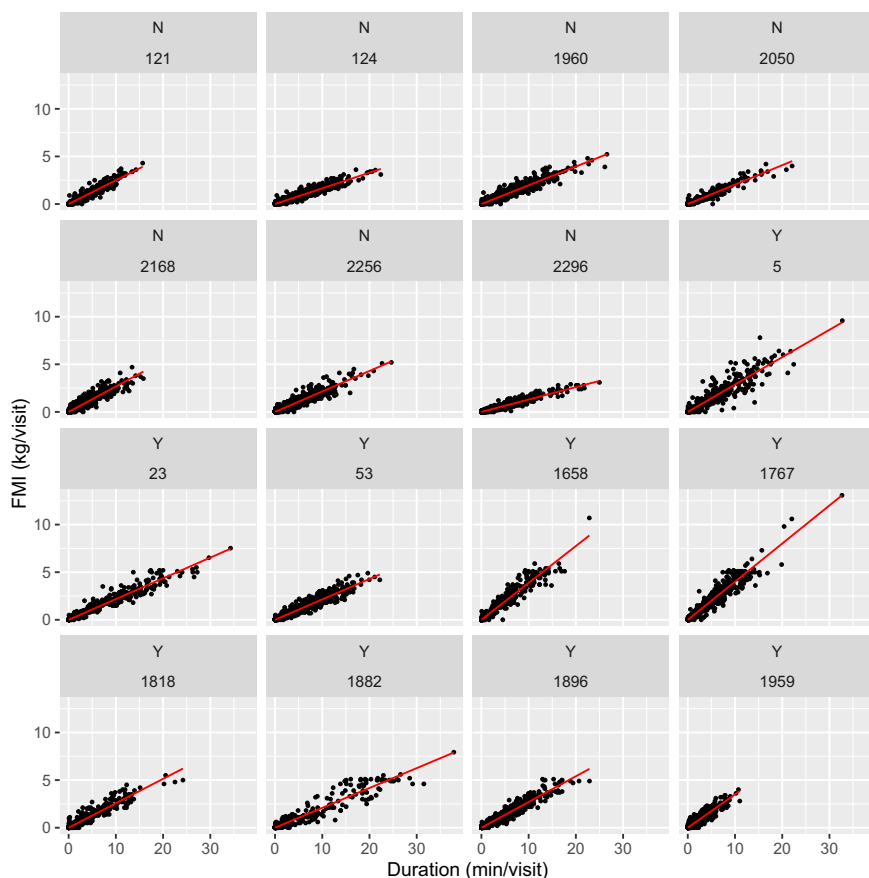 N N N N
121 124 1960 2050
10
5
0
N N N Y
2168 2256 2296 5
10
5
0
Y Y Y Y
23 53 1658 1767
10
5
0
Y Y Y Y
1818 1882 1896 1959
10
5
0
0 10 20 30 0 10 20 30 0 10 20 30 0 10 20 30
Duration (min/visit)
FMI (kg/visit)